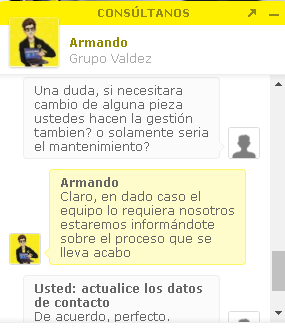 CONSÚLTANOS
Armando
Grupo Valdez
Una duda, si necesitara
cambio de alguna pieza
ustedes hacen la gestión
tambien? o solamente seria
el mantenimiento?
Armando
Claro, en dado caso el
equipo lo requiera nosotros
estaremos informándote
sobre el proceso que se
lleva acabo
Usted: actualice los datos
de contacto
De acuerdo, perfecto.